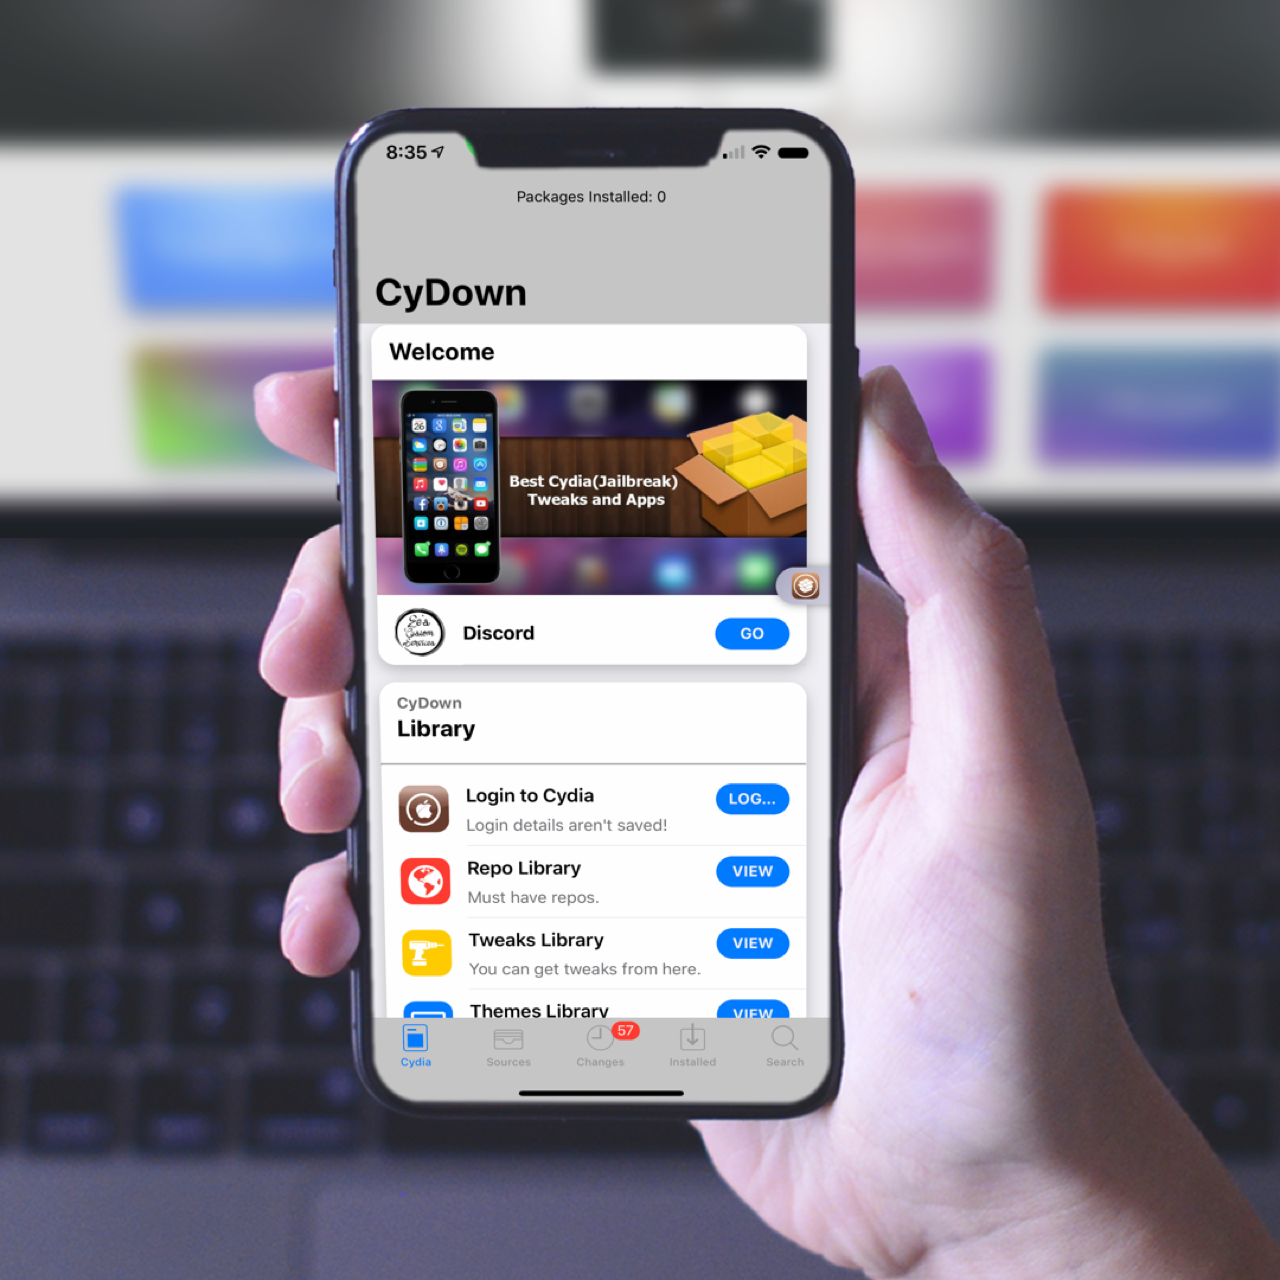 8:35
Packages Installed: 0
CyDown
Welcome
26
Best Cydia(Jailbreak)
Tweaks and Apps
Discord
GO
CyDown
Library
Login to Cydia
LOG...
Login details aren't saved!
Repo Library
VIEW
Must have repos.
Tweaks Library
VIEW
You can get tweaks from here.
Themes Library
VIEW
57
Cydia
Sources
Changes
Installed
Search